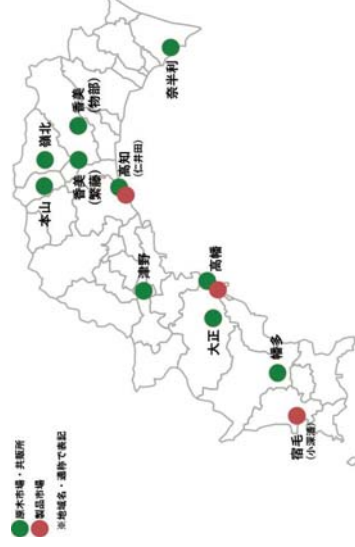 原木市場・共販所
製品市場
※地域名・通称で表記
本山
嶺北
香美
(繁藤)
香美
(物部)
高知
(仁井田)
奈半利
津野
高幡
大正
幡多
宿毛
(小深浦)